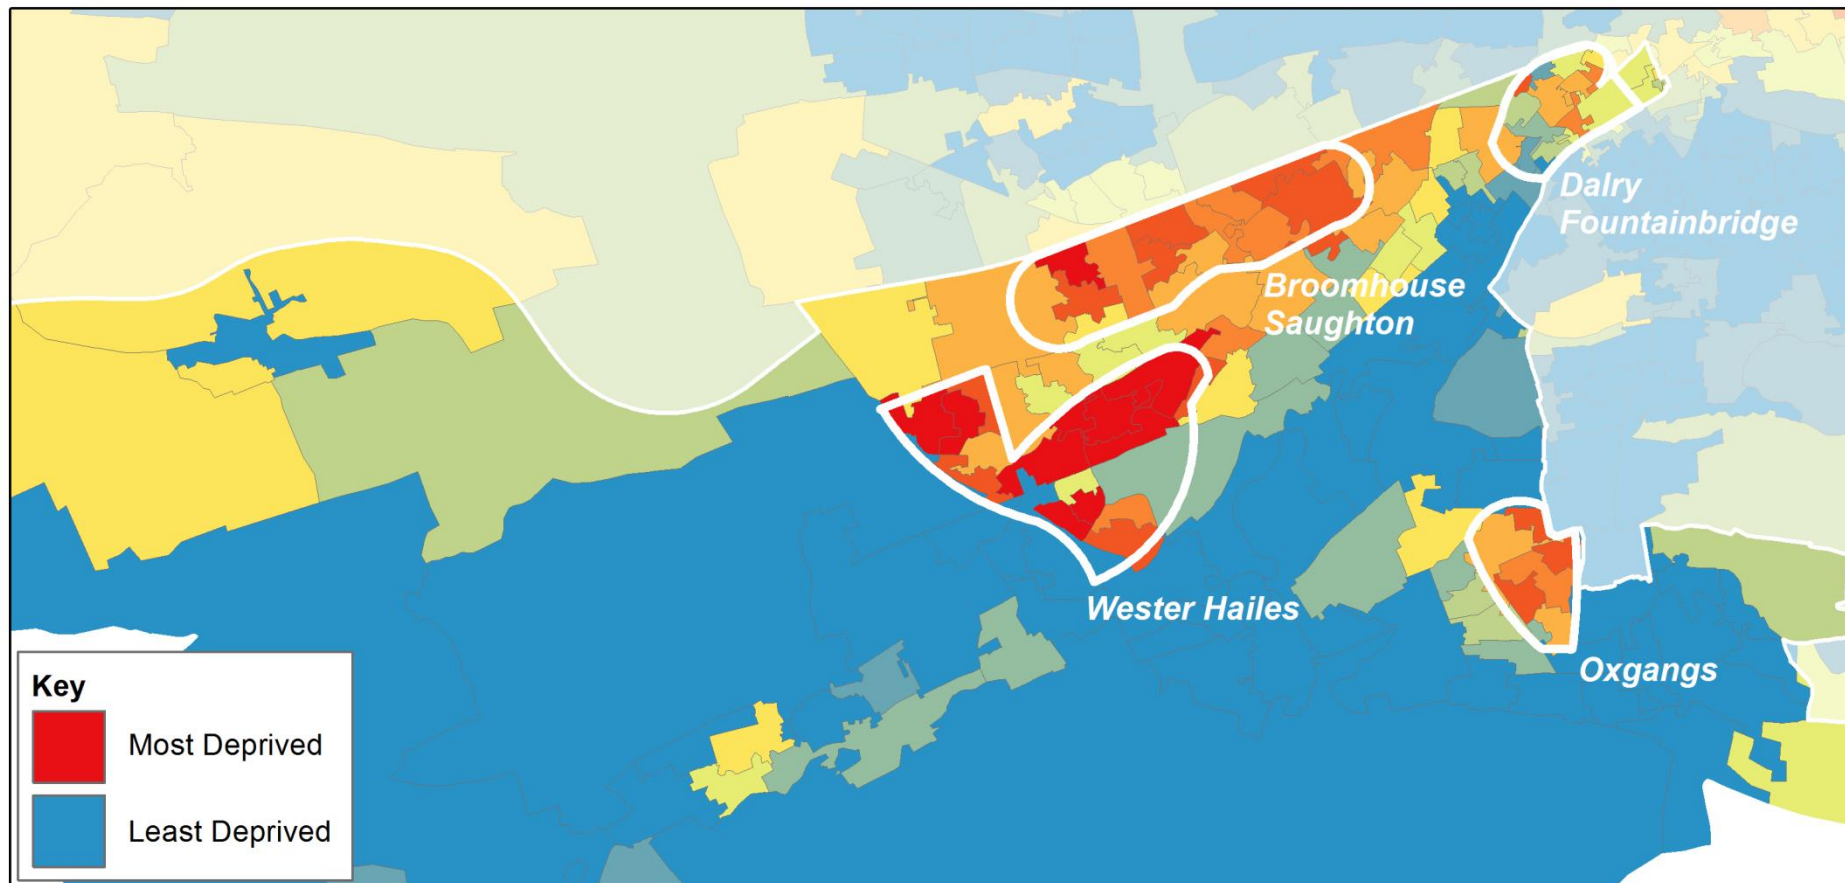 Dalry
Fountainbridge
Broomhouse
Saughton
Wester Hailes
Oxgangs
Key
Most Deprived
Least Deprived